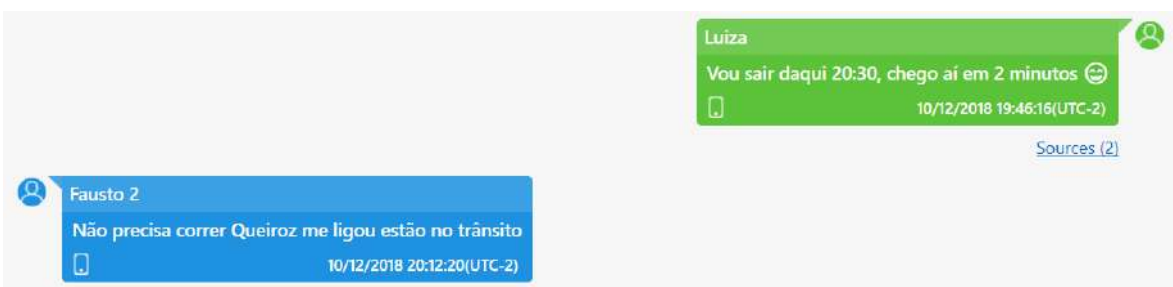 Luiza
Vou sair daqui 20:30, chego aí em 2 minutos 😄
10/12/2018 19:46:16(UTC-2)
Sources (2)
Fausto 2
Não precisa correr Queiroz me ligou estão no trânsito
10/12/2018 20:12:20(UTC-2)